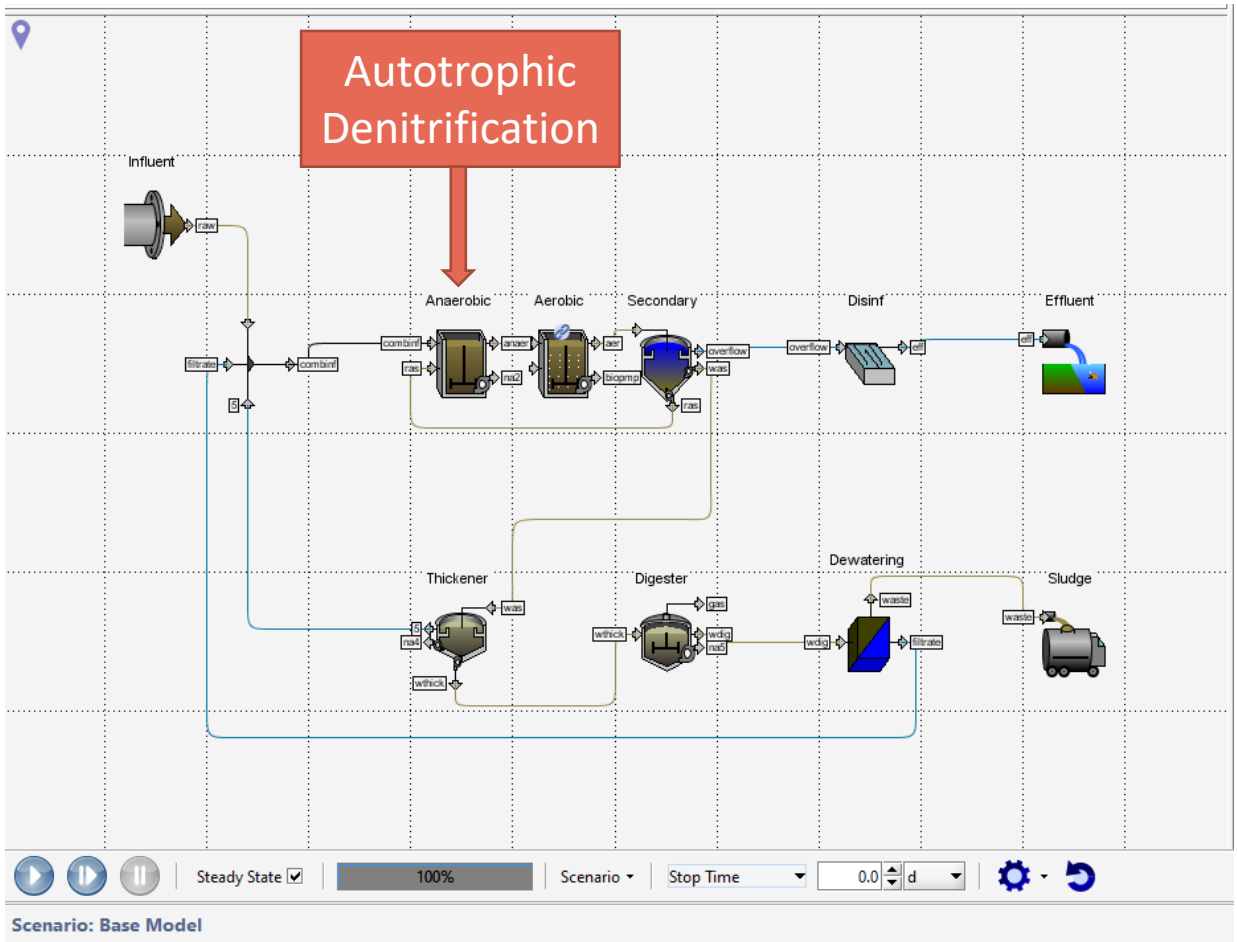 Autotrophic
Denitrification
Influent
raw
Anaerobic
Aerobic
Secondary
Disinf
Effluent
combinf
anaer
aer
overflow
overflow
eff
eff
filtrate
combinf
ras
na2
biopmp
was
5
ras
Dewatering
Thickener
Digester
Sludge
was
gas
waste
waste
5
wthick
wdig
wdig
filtrate
na4
na5
wthick
Steady State
100%
Scenario
Stop Time
0.0
d
Scenario: Base Model